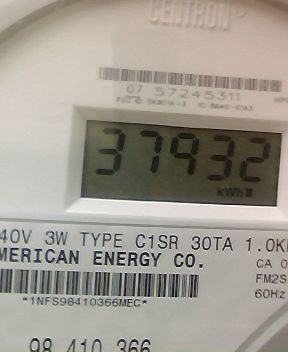 CENTRON®
07 57245311
37932
kWh
40V 3W TYPE C1SR 30TA 1.0K
MERICAN ENERGY CO.
CA 0
FM2S
60Hz
*1NFS98410366MEC*
98 410 366